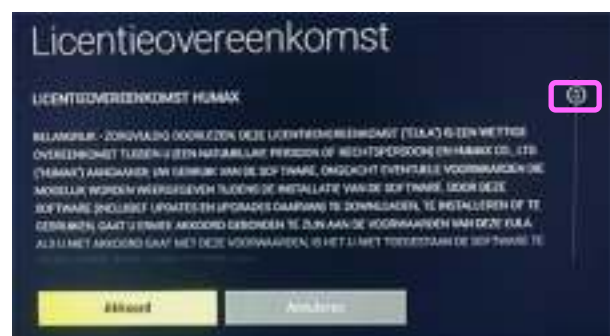 Licentieovereenkomst
LICENTIEOVEREENKOMST HUMAX
BELANGRIJK - ZORGVULDIG DOORLEZEN: DEZE LICENTIEOVEREENKOMST ("EULA") IS EEN WETTIGE
OVEREENKOMST TUSSEN U (EEN NATUURLIJKE PERSOON OF RECHTSPERSOON) EN HUMAX CO., LTD
("HUMAX") AANGAANDE UW GEBRUIK VAN DE SOFTWARE, ONGEACHT EVENTUELE VOORWAARDEN DIE
MOGELIJK WORDEN WEERGEGEVEN TIJDENS DE INSTALLATIE VAN DE SOFTWARE. DOOR DEZE
SOFTWARE (INCLUSIEF UPDATES EN UPGRADES DAARVAN) TE DOWNLOADEN, TE INSTALLEREN OF TE
GEBRUIKEN, GAAT U ERMEE AKKOORD GEBONDEN TE ZIJN AAN DE VOORWAARDEN VAN DEZE EULA.
ALS U NIET AKKOORD GAAT MET DEZE VOORWAARDEN, IS HET U NIET TOEGESTAAN DE SOFTWARE TE
Akkoord
Annuleren